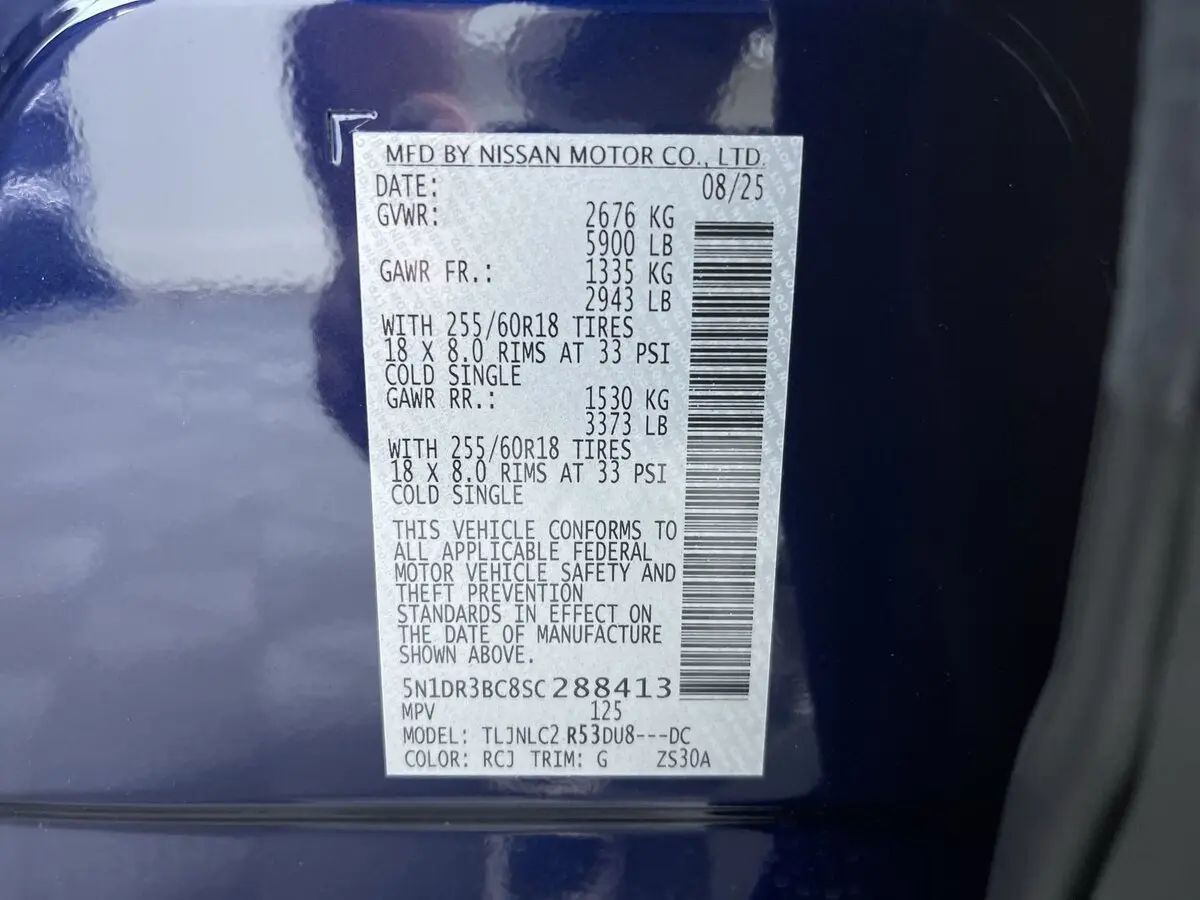 MFD BY NISSAN MOTOR CO., LTD.
DATE: 08/25
GVWR: 2676 KG
5900 LB
GAWR FR.: 1335 KG
2943 LB
WITH 255/60R18 TIRES
18 X 8.0 RIMS AT 33 PSI
COLD SINGLE
GAWR RR.: 1530 KG
3373 LB
WITH 255/60R18 TIRES
18 X 8.0 RIMS AT 33 PSI
COLD SINGLE
THIS VEHICLE CONFORMS TO
ALL APPLICABLE FEDERAL
MOTOR VEHICLE SAFETY AND
THEFT PREVENTION
STANDARDS IN EFFECT ON
THE DATE OF MANUFACTURE
SHOWN ABOVE.
5N1DR3BC8SC288413
MPV 125
MODEL: TLJNLC2 R53DU8---DC
COLOR: RCJ TRIM: G ZS30A